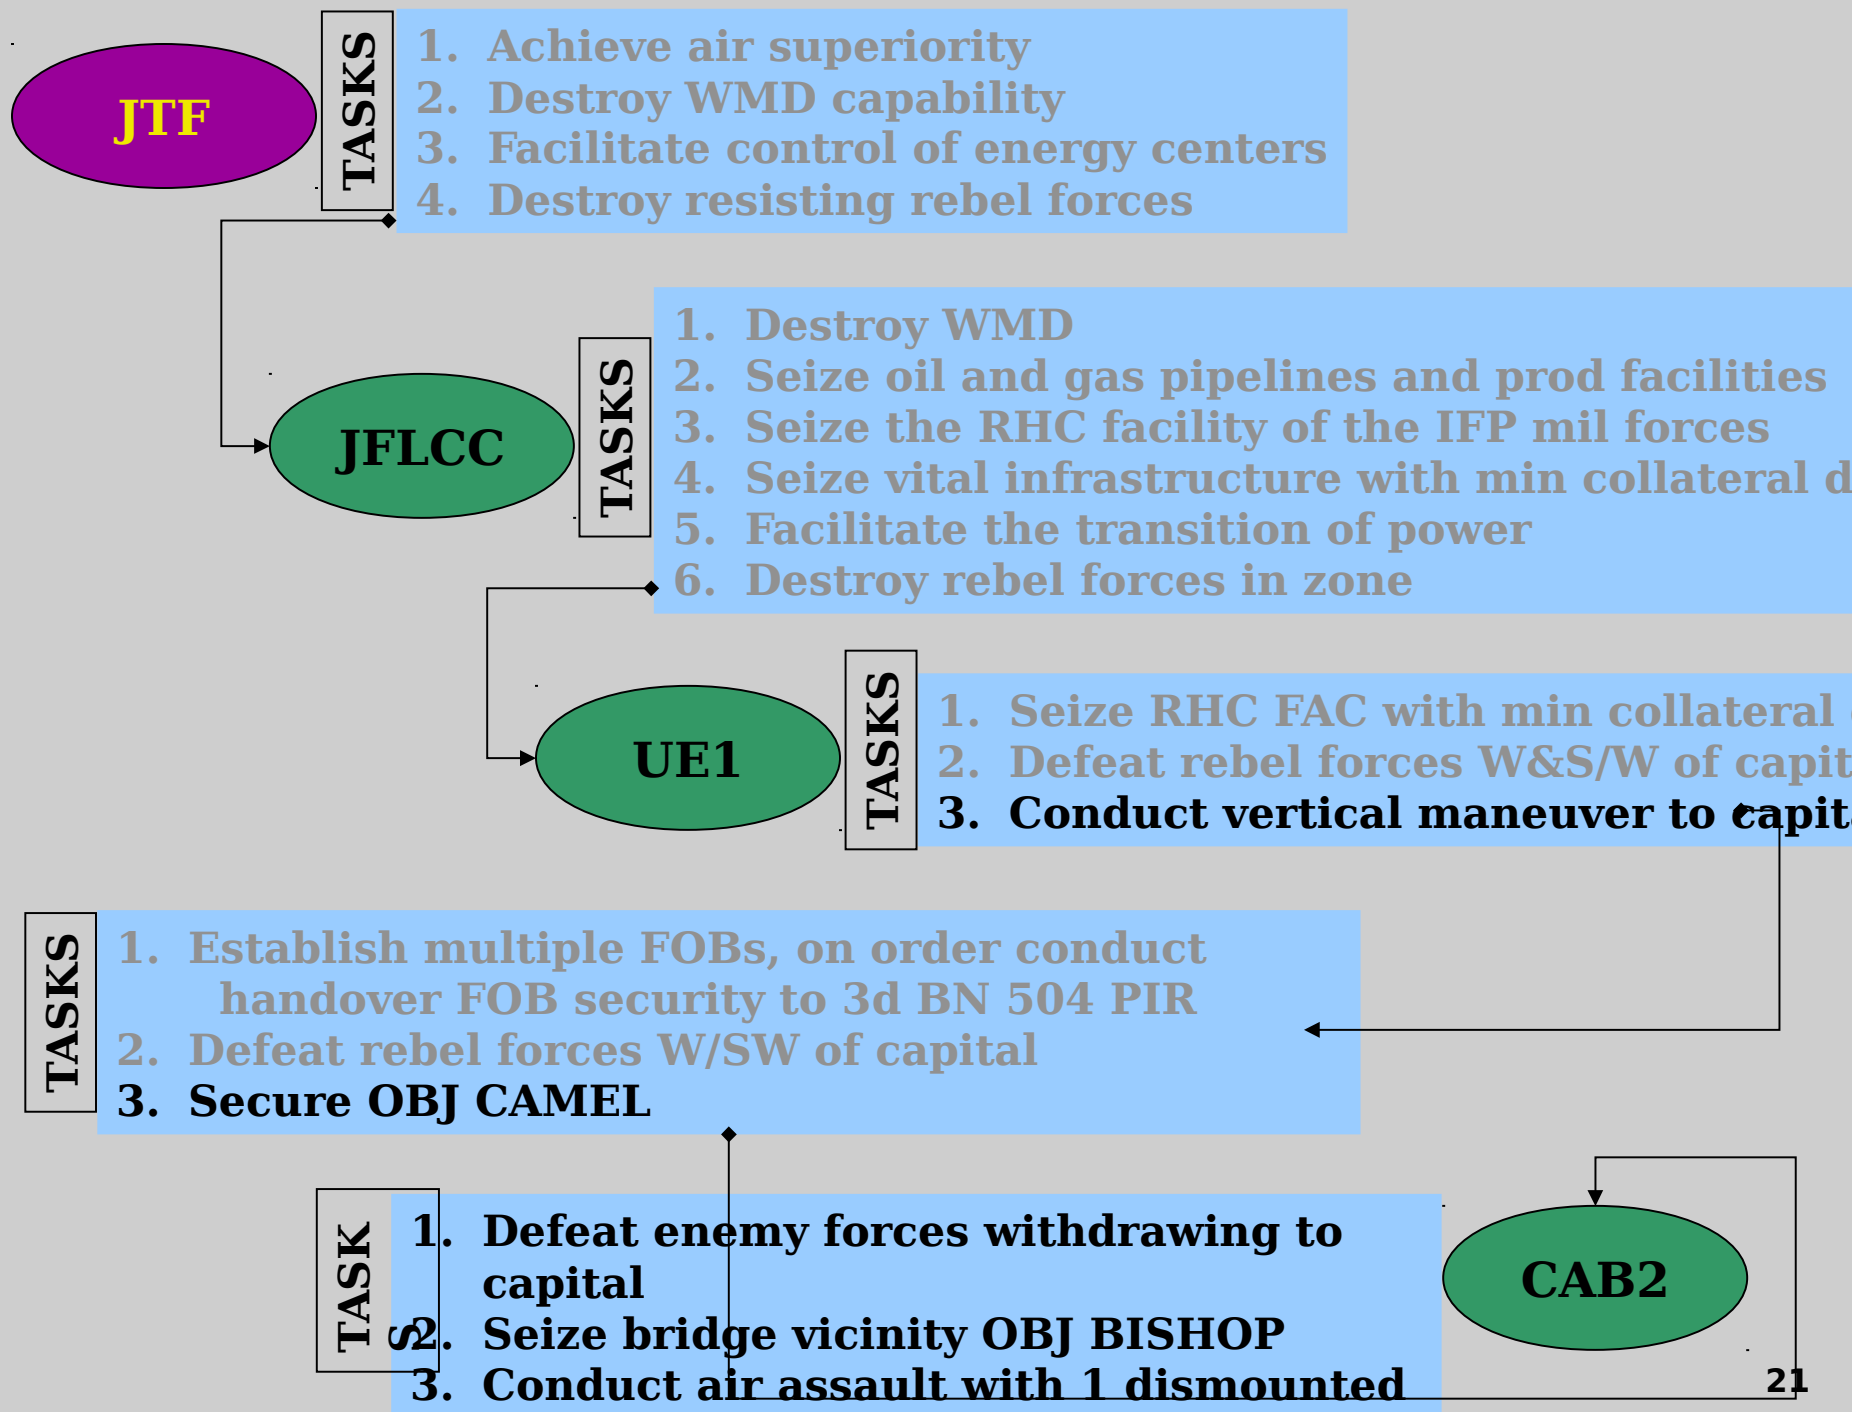 JTF
TASKS
1. Achieve air superiority
2. Destroy WMD capability
3. Facilitate control of energy centers
4. Destroy resisting rebel forces
JFLCC
TASKS
1. Destroy WMD
2. Seize oil and gas pipelines and prod facilities
3. Seize the RHC facility of the IFP mil forces
4. Seize vital infrastructure with min collateral d
5. Facilitate the transition of power
6. Destroy rebel forces in zone
UE1
TASKS
1. Seize RHC FAC with min collateral
2. Defeat rebel forces W&S/W of capit
3. Conduct vertical maneuver to capit
TASKS
1. Establish multiple FOBs, on order conduct
handover FOB security to 3d BN 504 PIR
2. Defeat rebel forces W/SW of capital
3. Secure OBJ CAMEL
TASK
S
1. Defeat enemy forces withdrawing to
capital
2. Seize bridge vicinity OBJ BISHOP
3. Conduct air assault with 1 dismounted
CAB2
21